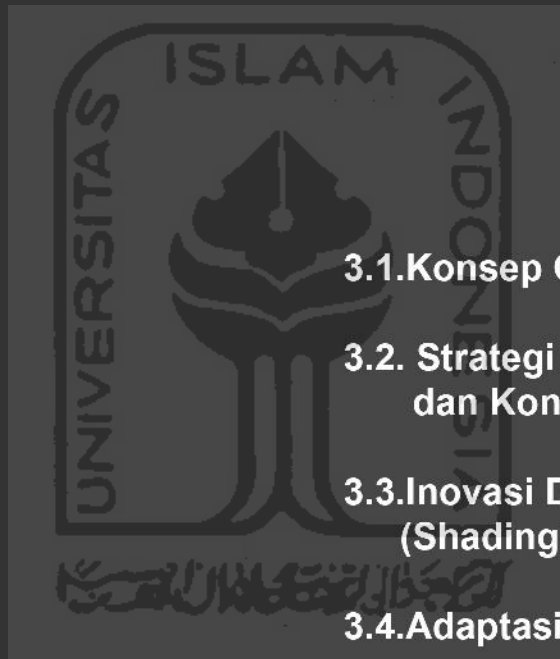 ISLAM
UNIVERSITAS
INDONESIA
3.1.Konsep
3.2. Strategi
dan Kon
3.3.Inovasi D
(Shading
3.4.Adaptasi